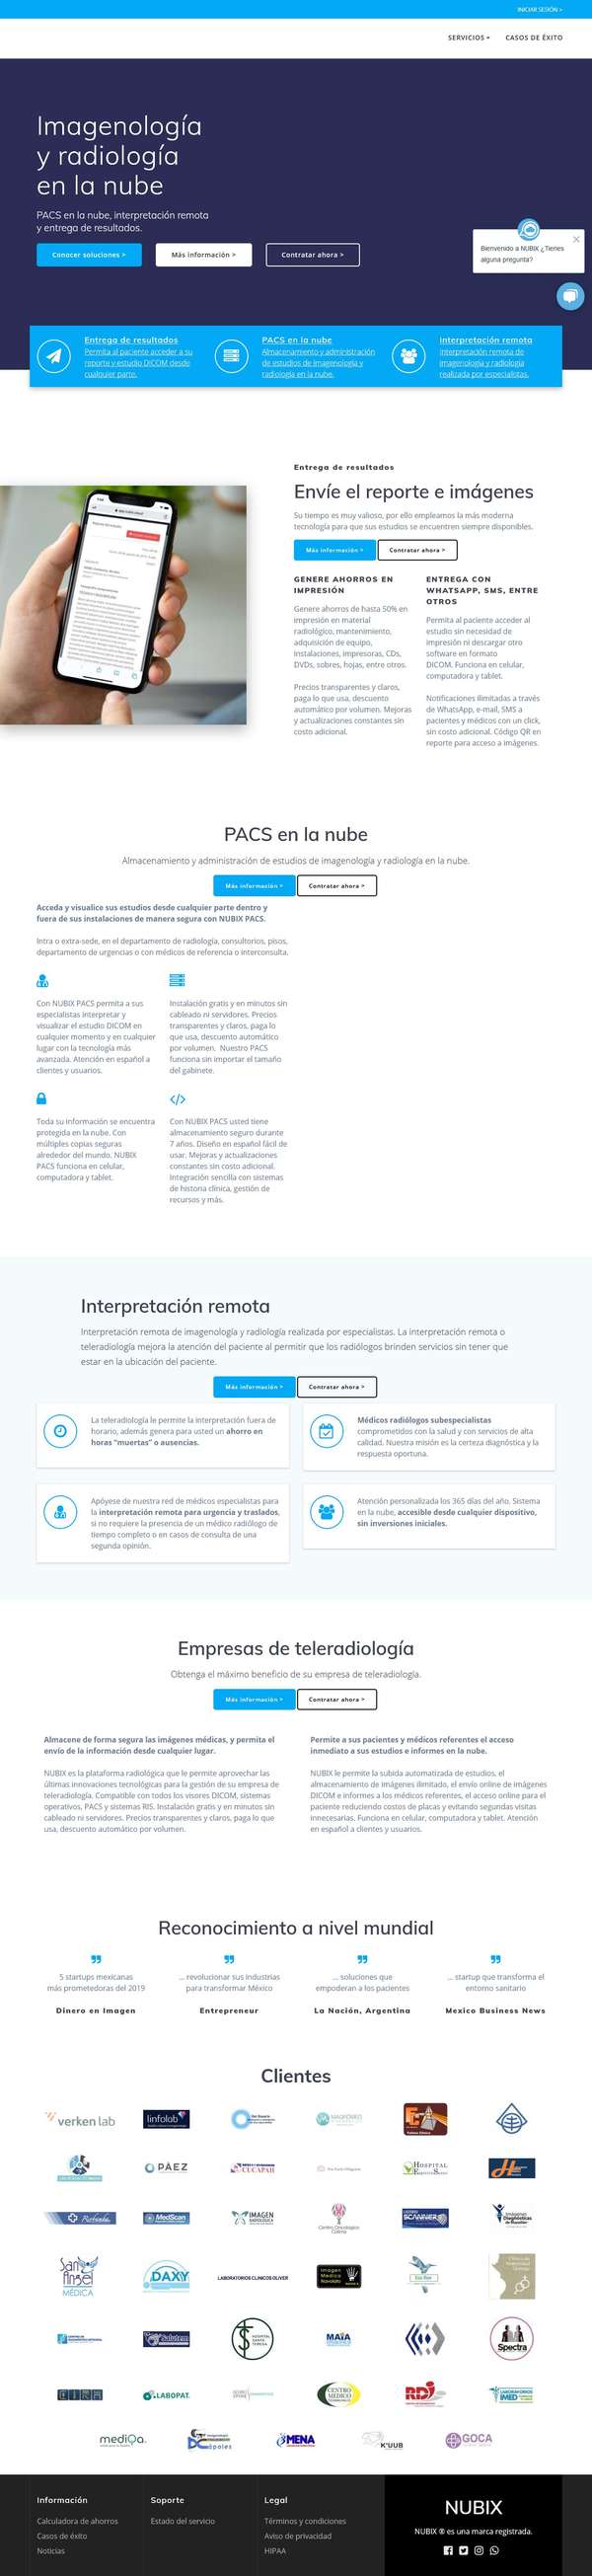 INICIAR SESIÓN >
SERVICIOS
CASOS DE ÉXITO
Imagenología
y radiología
en la nube
PACS en la nube, interpretación remota
y entrega de resultados.
Conocer soluciones >
Más información >
Contratar ahora >
Bienvenido a NUBIX ¿Tienes
alguna pregunta?
Entrega de resultados
Permita al paciente acceder a su
reporte y estudio DICOM desde
cualquier parte.
PACS en la nube
Almacenamiento y administración
de estudios de imagenología y
radiología en la nube.
Interpretación remota
Interpretación remota de
imagenología y radiología
realizada por especialistas.
Entrega de resultados
Envíe el reporte e imágenes
Su tiempo es muy valioso, por ello empleamos la más moderna
tecnología para que sus estudios se encuentren siempre disponibles.
Más información >
Contratar ahora >
GENERE AHORROS EN
IMPRESIÓN
Genere ahorros de hasta 50% en
impresión en material
radiológico, mantenimiento,
adquisición de equipo,
instalaciones, impresoras, CDs,
DVDs, sobres, hojas, entre otros.
Precios transparentes y claros,
paga lo que usa, descuento
automático por volumen. Mejoras
y actualizaciones constantes sin
costo adicional.
ENTREGA CON
WHATSAPP, SMS, ENTRE
OTROS
Permita al paciente acceder al
estudio sin necesidad de
impresión ni descargar otro
software en formato
DICOM. Funciona en celular,
computadora y tablet.
Notificaciones ilimitadas a través
de WhatsApp, e-mail, SMS a
pacientes y médicos con un click,
sin costo adicional. Código QR en
reporte para acceso a imágenes.
PACS en la nube
Almacenamiento y administración de estudios de imagenología y radiología en la nube.
Más información >
Contratar ahora >
Acceda y visualice sus estudios desde cualquier parte dentro y
fuera de sus instalaciones de manera segura con NUBIX PACS.
Intra o extra-sede, en el departamento de radiología, consultorios, pisos,
departamento de urgencias o con médicos de referencia o interconsulta.
Con NUBIX PACS permita a sus
especialistas interpretar y
visualizar el estudio DICOM en
cualquier momento y en cualquier
lugar con la tecnología más
avanzada. Atención en español a
clientes y usuarios.
Instalación gratis y en minutos sin
cableado ni servidores. Precios
transparentes y claros, paga lo
que usa, descuento automático
por volumen. Nuestro PACS
funciona sin importar el tamaño
del gabinete.
Toda su información se encuentra
protegida en la nube. Con
múltiples copias seguras
alrededor del mundo. NUBIX
PACS funciona en celular,
computadora y tablet.
Con NUBIX PACS usted tiene
almacenamiento seguro durante
7 años. Diseño en español fácil de
usar. Mejoras y actualizaciones
constantes sin costo adicional.
Integración sencilla con sistemas
de historia clínica, gestión de
recursos y más.
Interpretación remota
Interpretación remota de imagenología y radiología realizada por especialistas. La interpretación remota o
teleradiología mejora la atención del paciente al permitir que los radiólogos brinden servicios sin tener que
estar en la ubicación del paciente.
Más información >
Contratar ahora >
La teleradiología le permite la interpretación fuera de
horario, además genera para usted un ahorro en
horas "muertas" o ausencias.
Médicos radiólogos subespecialistas
comprometidos con la salud y con servicios de alta
calidad. Nuestra misión es la certeza diagnóstica y la
respuesta oportuna.
Apóyese de nuestra red de médicos especialistas para
la interpretación remota para urgencia y traslados,
si no requiere la presencia de un médico radiólogo de
tiempo completo o en casos de consulta de una
segunda opinión.
Atención personalizada los 365 días del año. Sistema
en la nube, accesible desde cualquier dispositivo,
sin inversiones iniciales.
Empresas de teleradiología
Obtenga el máximo beneficio de su empresa de teleradiología.
Más información >
Contratar ahora >
Almacene de forma segura las imágenes médicas, y permita el
envío de la información desde cualquier lugar.
NUBIX es la plataforma radiológica que le permite aprovechar las
últimas innovaciones tecnológicas para la gestión de su empresa de
teleradiología. Compatible con todos los visores DICOM, sistemas
operativos, PACS y sistemas RIS. Instalación gratis y en minutos sin
cableado ni servidores. Precios transparentes y claros, paga lo que
usa, descuento automático por volumen.
Permite a sus pacientes y médicos referentes el acceso
inmediato a sus estudios e informes en la nube.
NUBIX le permite la subida automatizada de estudios, el
almacenamiento de imágenes ilimitado, el envío online de imágenes
DICOM e informes a los médicos referentes, el acceso online para el
paciente reduciendo costos de placas y evitando segundas visitas
innecesarias. Funciona en celular, computadora y tablet. Atención
en español a clientes y usuarios.
Reconocimiento a nivel mundial
5 startups mexicanas
más prometedoras del 2019
Dinero en Imagen
... revolucionar sus industrias
para transformar México
Entrepreneur
... soluciones que
empoderan a los pacientes
La Nación, Argentina
... startup que transforma el
entorno sanitario
Mexico Business News
Clientes
verken lab
linfolab
PÁEZ
CUCAPAH
HOSPITAL
MedScan
IMAGEN
SCANNER
San Ángel
MÉDICA
DAXY
LABORATORIOS CLINICOS OLIVER
MAIA
Spectra
LABOPAT.
CENTRO
MEDICO
RDI
IMED
mediQa.
ápoles
MENA
K'UUB
GOCA
Información
Calculadora de ahorros
Casos de éxito
Noticias
Soporte
Estado del servicio
Legal
Términos y condiciones
Aviso de privacidad
HIPAA
NUBIX
NUBIX ® es una marca registrada.